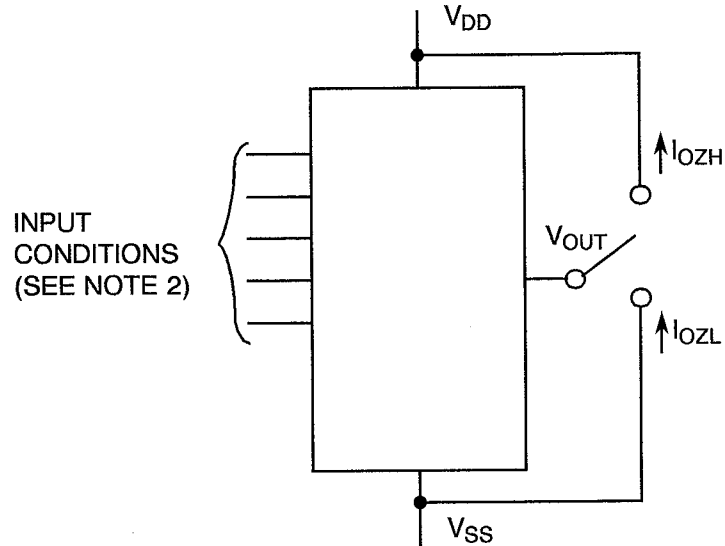 VDD
IOZH
INPUT
CONDITIONS
(SEE NOTE 2)
VOUT
IOZL
VSS